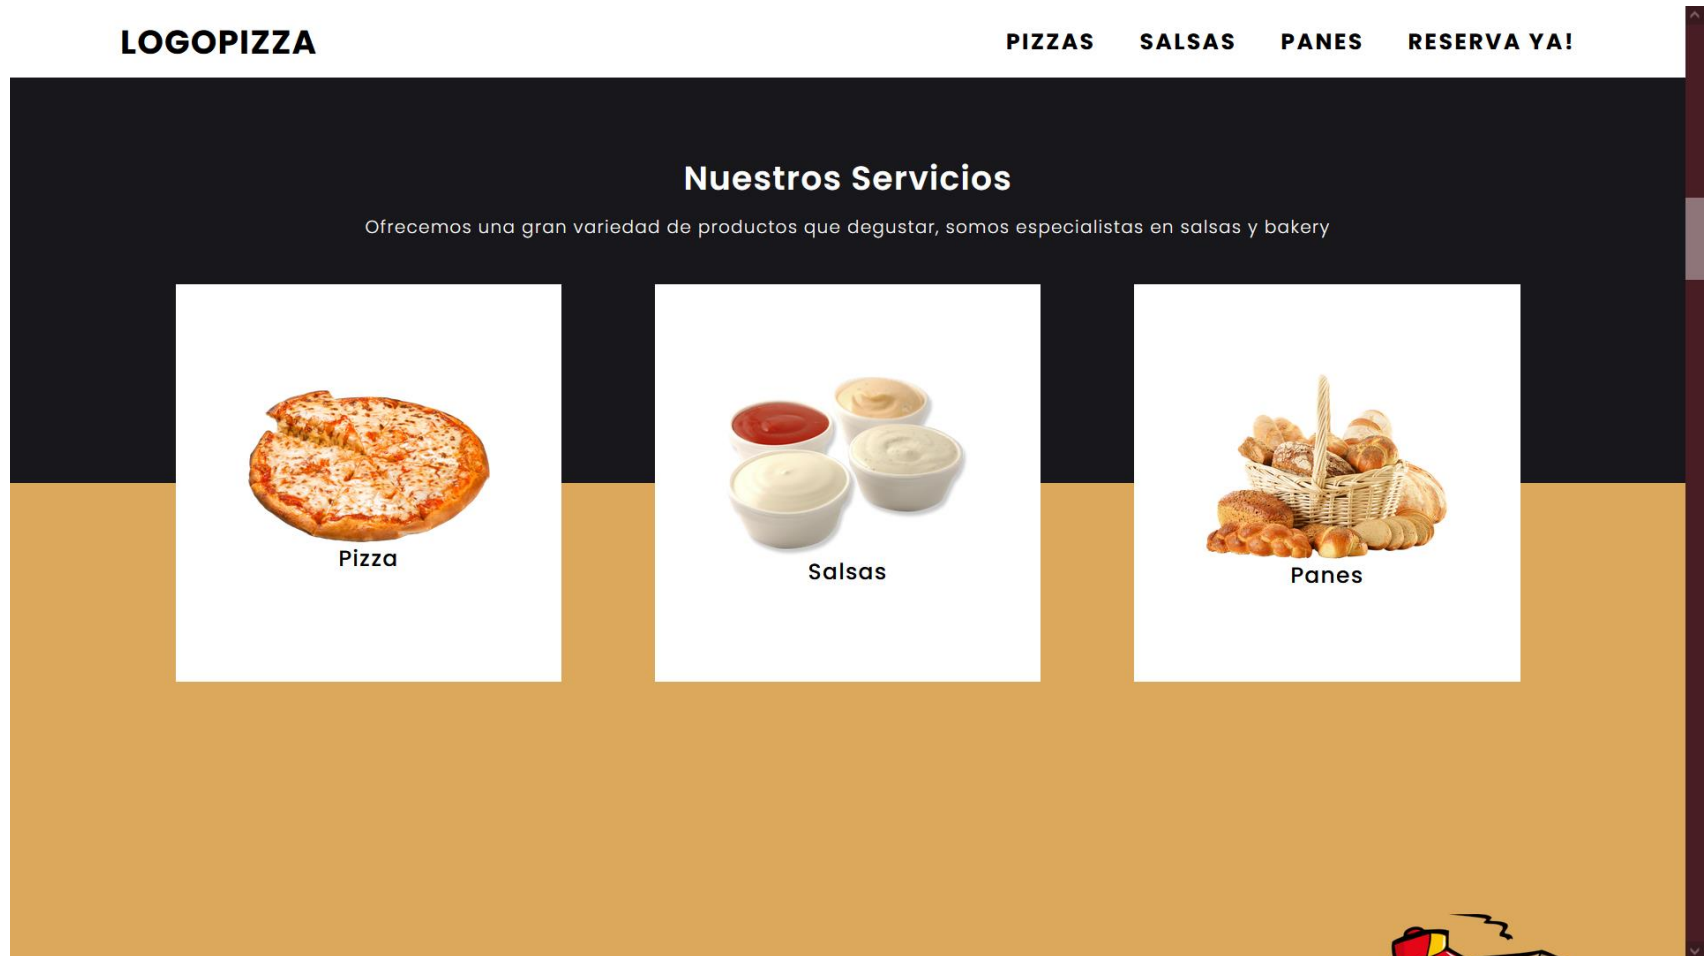 LOGOPIZZA
PIZZAS SALSAS PANES RESERVA YA!
Nuestros Servicios
Ofrecemos una gran variedad de productos que degustar, somos especialistas en salsas y bakery
Pizza
Salsas
Panes